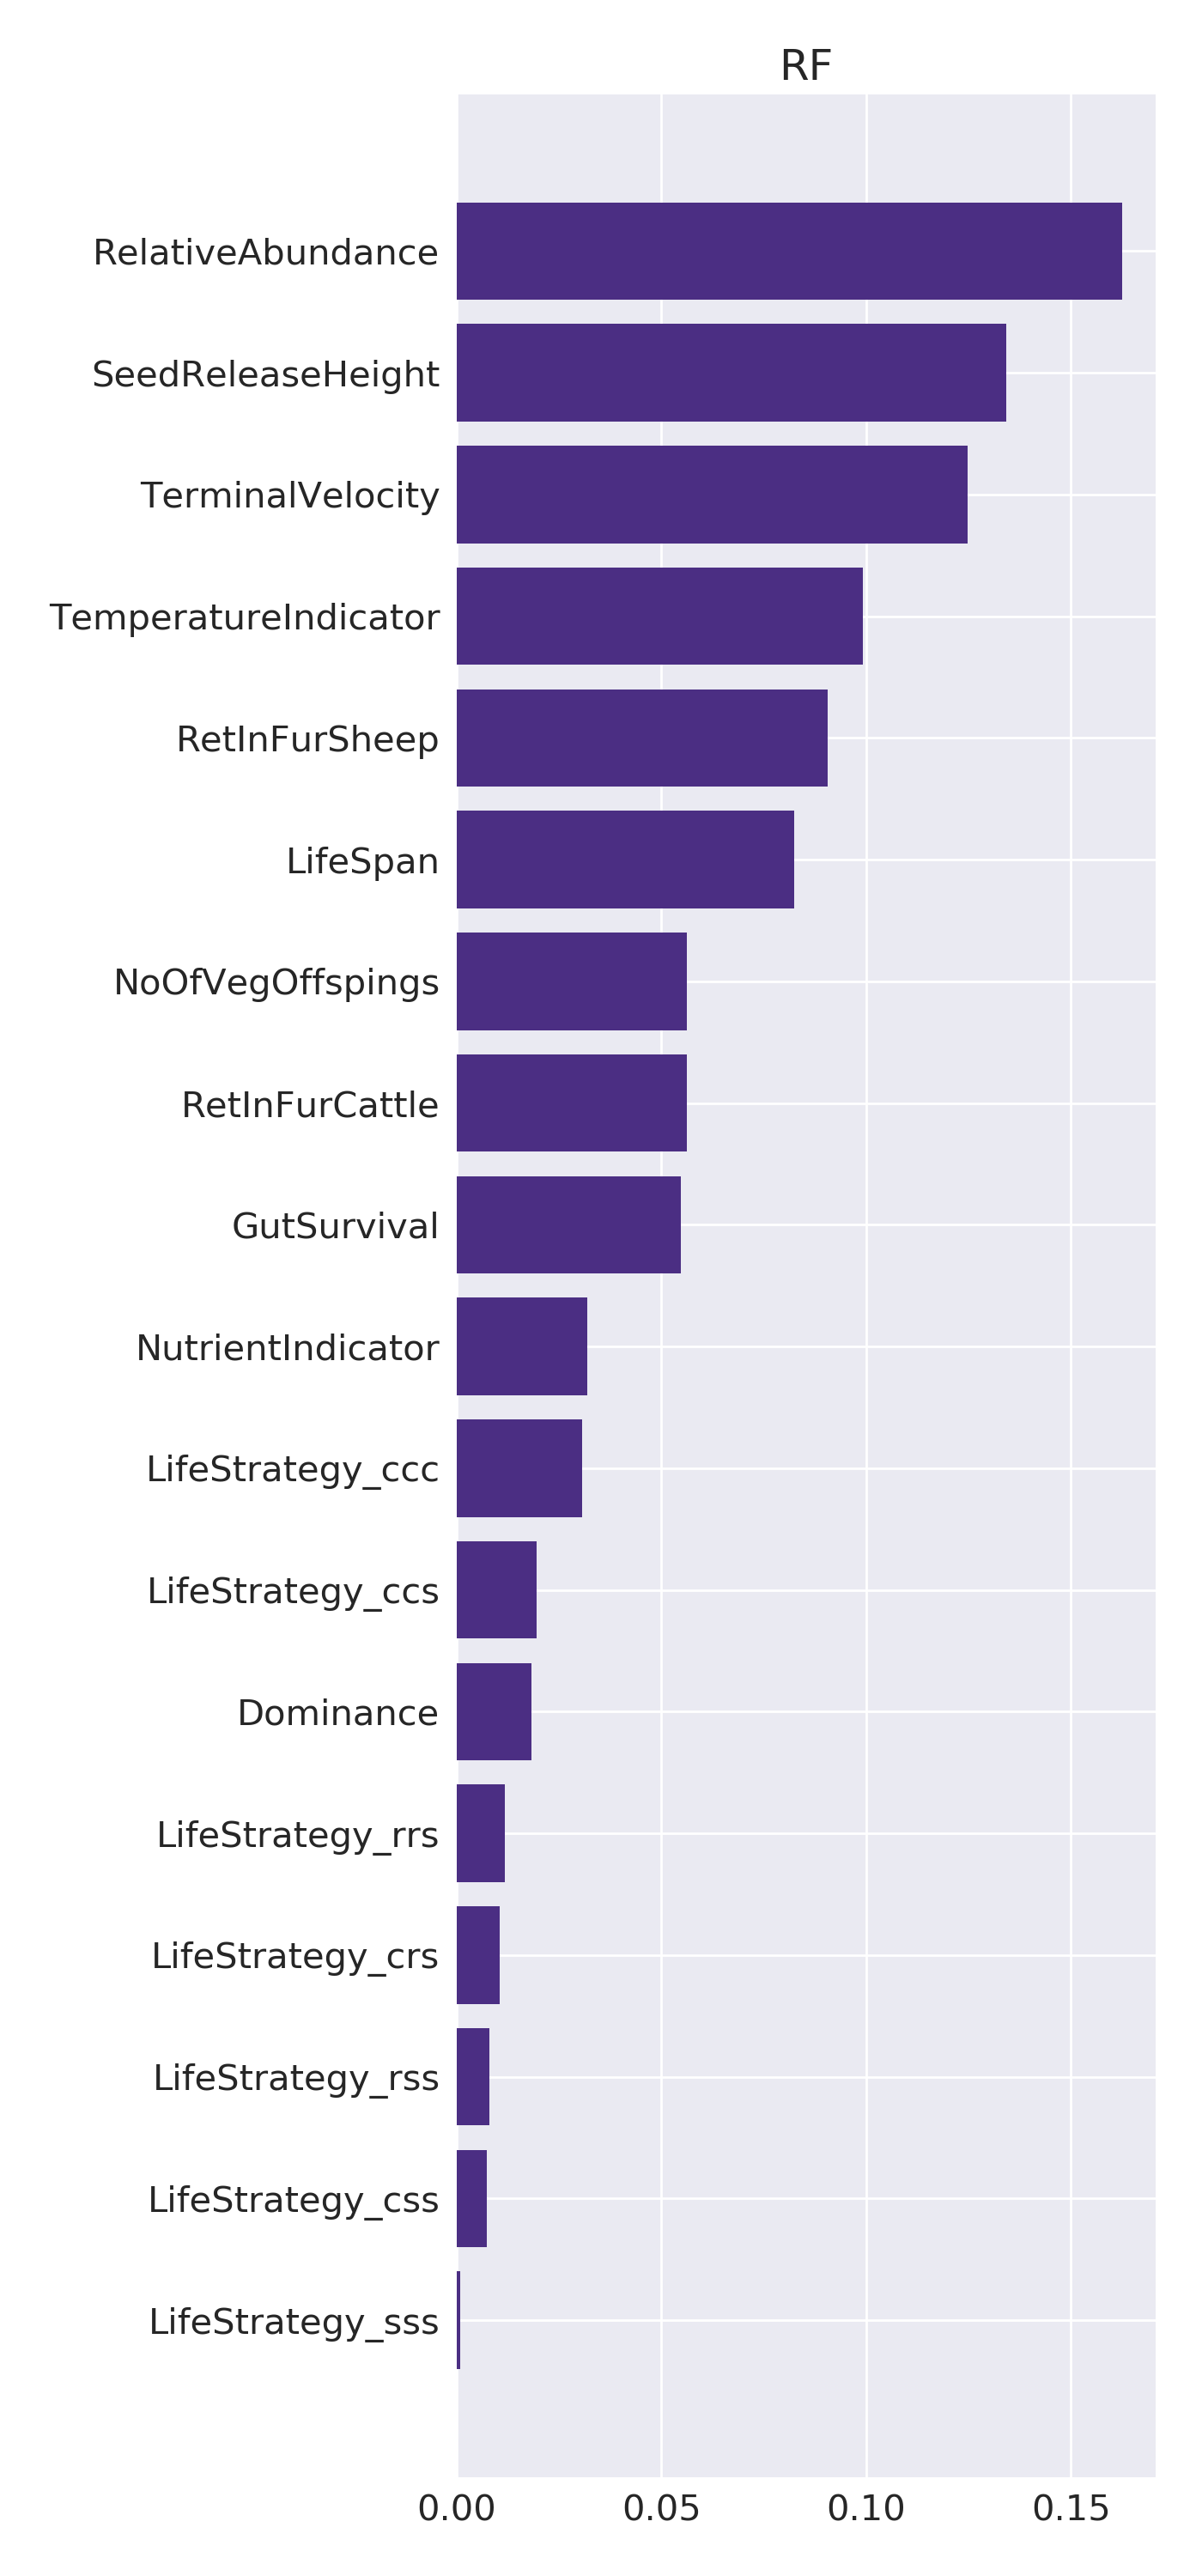 RF
RelativeAbundance
SeedReleaseHeight
TerminalVelocity
TemperatureIndicator
RetInFurSheep
LifeSpan
NoOfVegOffspings
RetInFurCattle
GutSurvival
NutrientIndicator
LifeStrategy_ccc
LifeStrategy_ccs
Dominance
LifeStrategy_rrs
LifeStrategy_crs
LifeStrategy_rss
LifeStrategy_css
LifeStrategy_sss
0.00 0.05 0.10 0.15